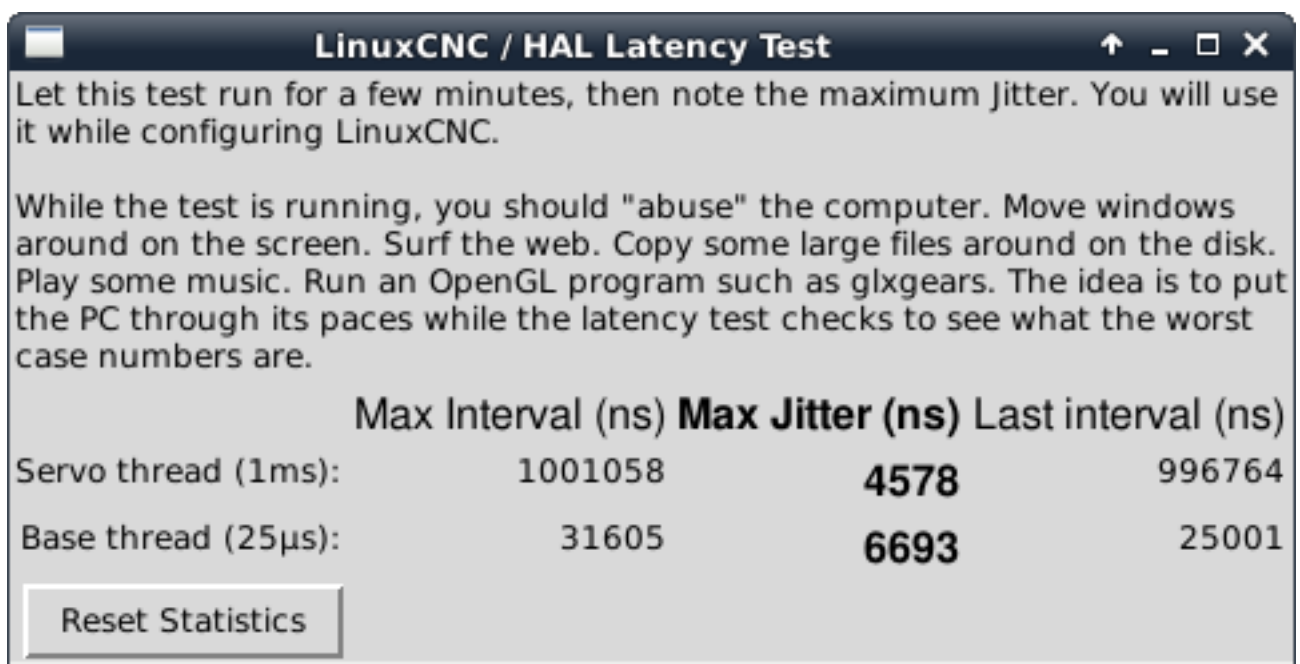 LinuxCNC / HAL Latency Test
Let this test run for a few minutes, then note the maximum Jitter. You will use
it while configuring LinuxCNC.
While the test is running, you should "abuse" the computer. Move windows
around on the screen. Surf the web. Copy some large files around on the disk.
Play some music. Run an OpenGL program such as glxgears. The idea is to put
the PC through its paces while the latency test checks to see what the worst
case numbers are.
Max Interval (ns) Max Jitter (ns) Last interval (ns)
Servo thread (1ms): 1001058 4578 996764
Base thread (25µs): 31605 6693 25001
Reset Statistics